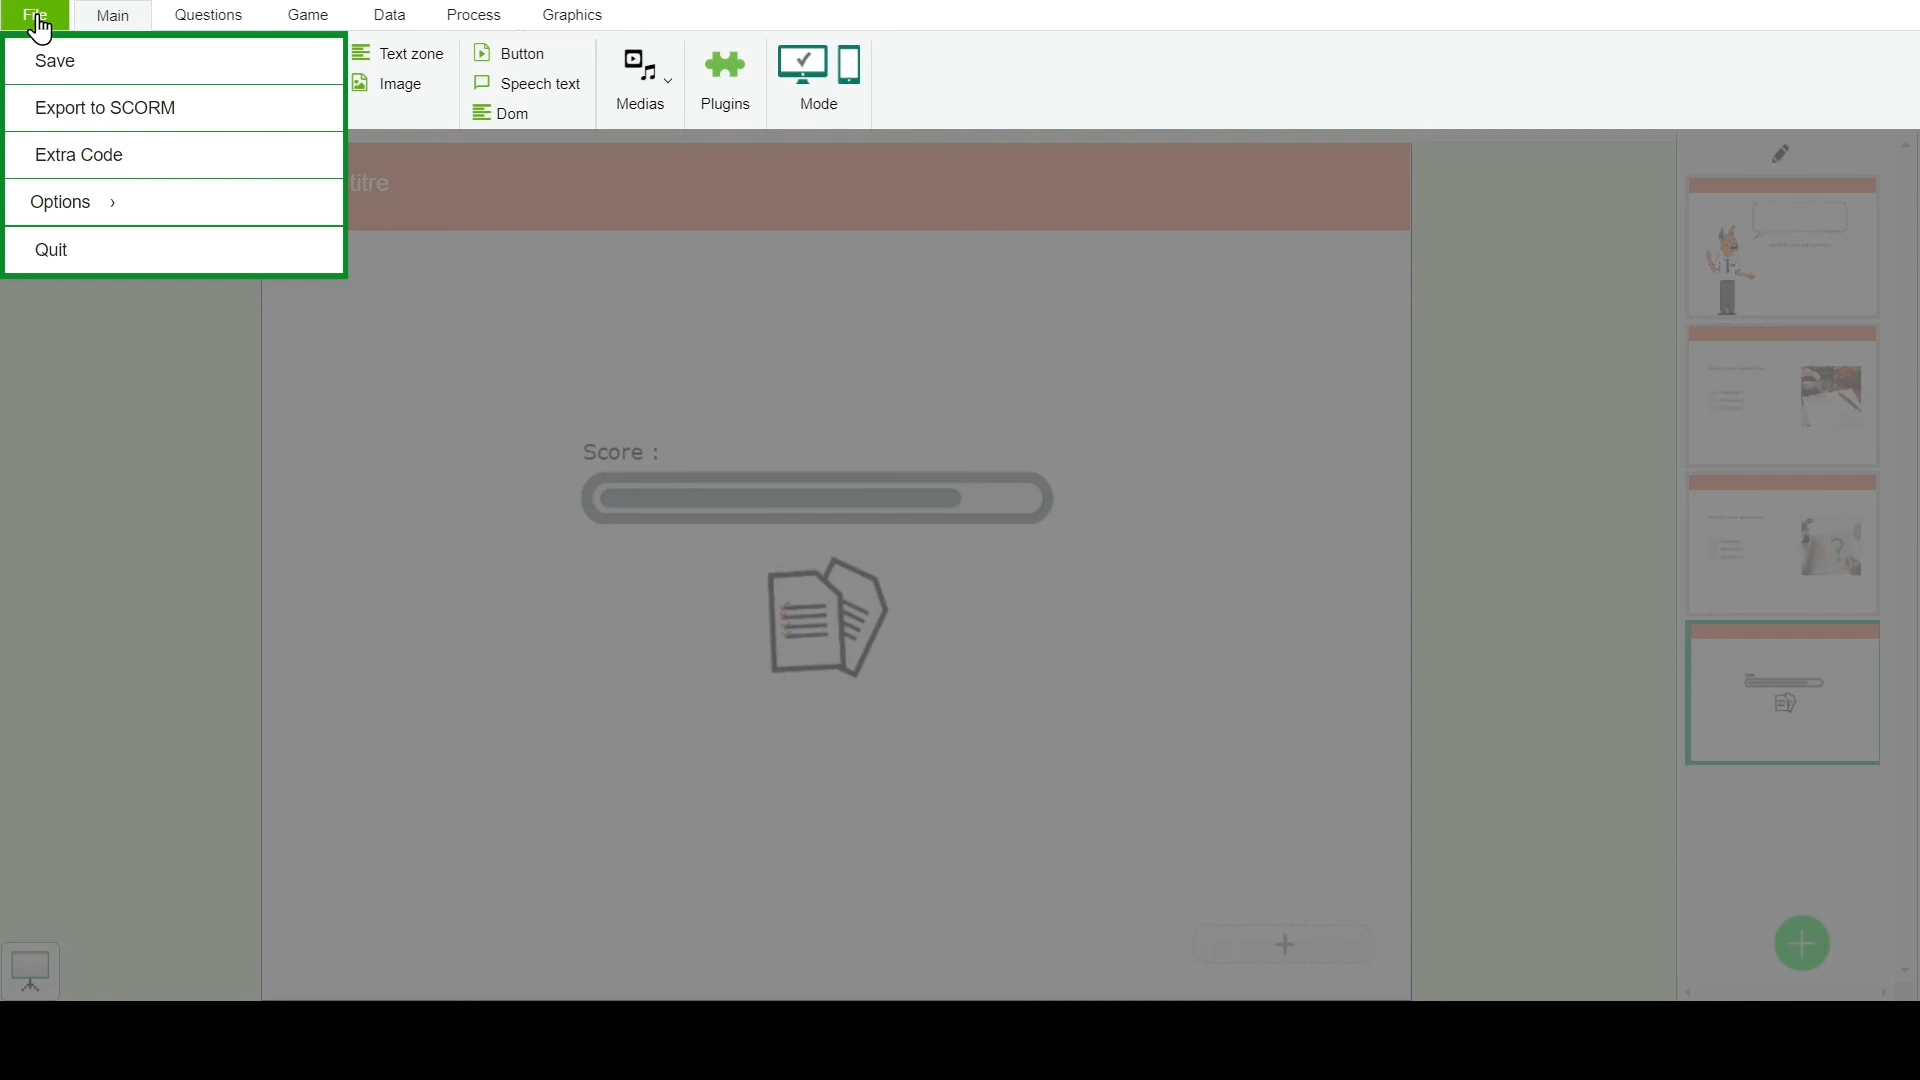 File
Main
Questions
Game
Data
Process
Graphics
Save
Export to SCORM
Extra Code
Options ›
Quit
Text zone
Image
Button
Speech text
Dom
Medias
Plugins
Mode
titre
Score :